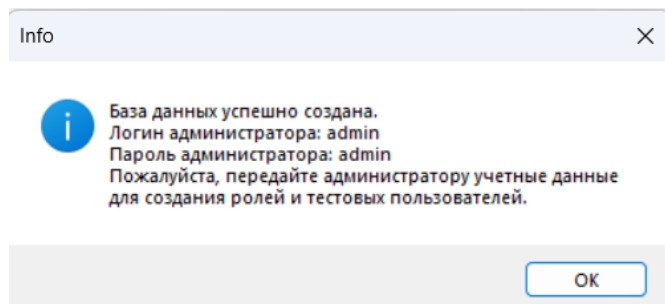 Info
База данных успешно создана.
Логин администратора: admin
Пароль администратора: admin
Пожалуйста, передайте администратору учетные данные
для создания ролей и тестовых пользователей.
OK